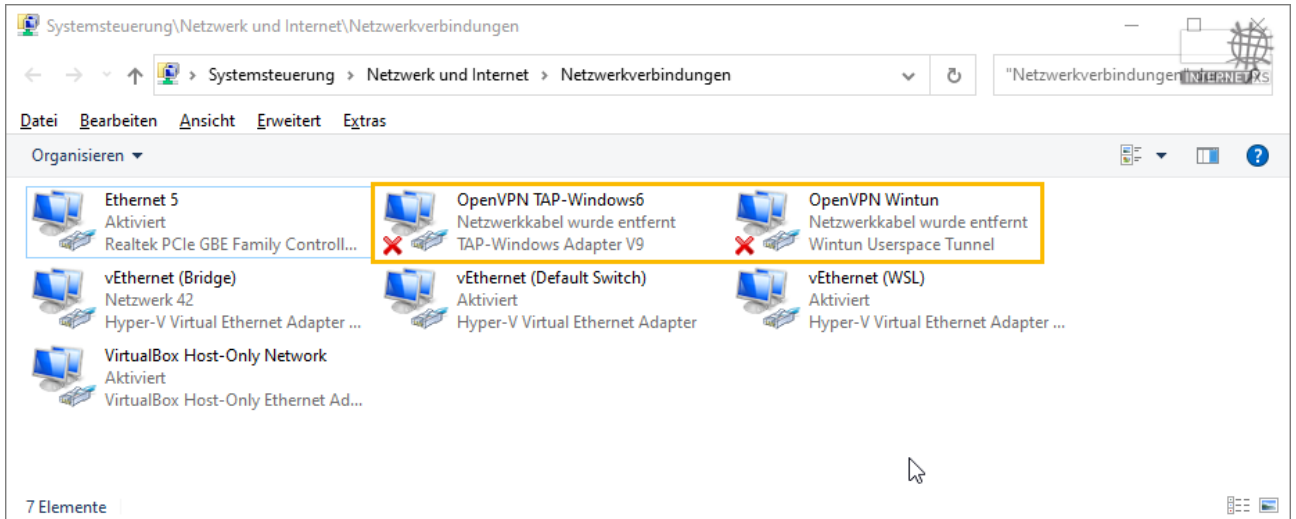 Systemsteuerung\Netzwerk und Internet\Netzwerkverbindungen
Systemsteuerung > Netzwerk und Internet > Netzwerkverbindungen
"Netzwerkverbindungen"
INTERNET XS
Datei Bearbeiten Ansicht Erweitert Extras
Organisieren
Ethernet 5
Aktiviert
Realtek PCIe GBE Family Controll...
OpenVPN TAP-Windows6
Netzwerkkabel wurde entfernt
TAP-Windows Adapter V9
OpenVPN Wintun
Netzwerkkabel wurde entfernt
Wintun Userspace Tunnel
vEthernet (Bridge)
Netzwerk 42
Hyper-V Virtual Ethernet Adapter ...
vEthernet (Default Switch)
Aktiviert
Hyper-V Virtual Ethernet Adapter
vEthernet (WSL)
Aktiviert
Hyper-V Virtual Ethernet Adapter ...
VirtualBox Host-Only Network
Aktiviert
VirtualBox Host-Only Ethernet Ad...
7 Elemente